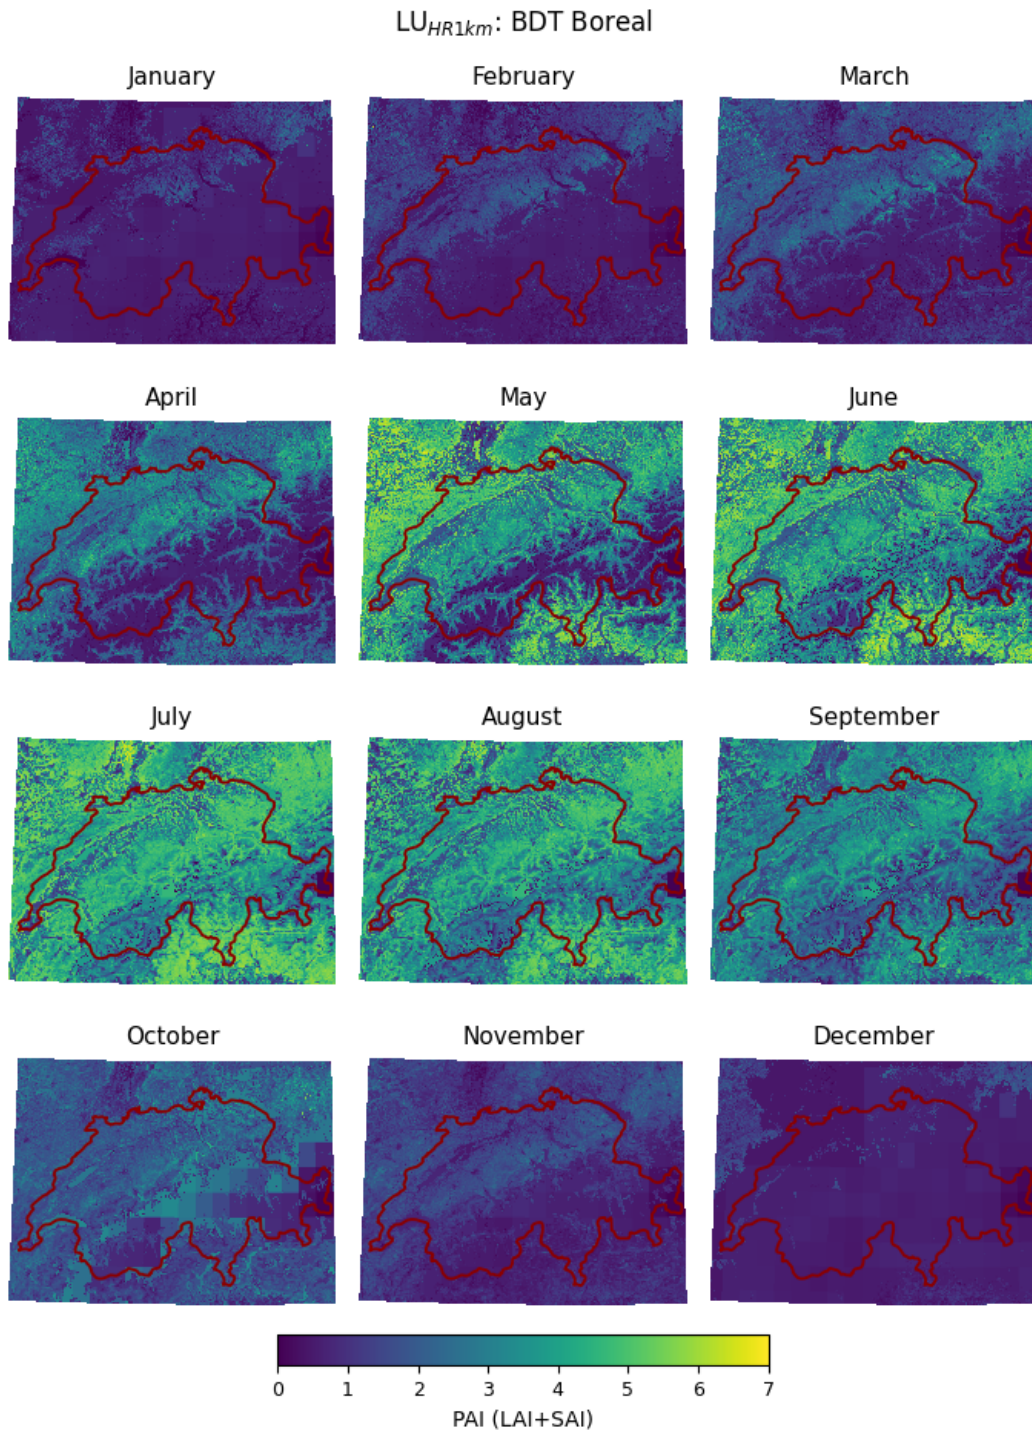 LU_HR1km: BDT Boreal
January February March
April May June
July August September
October November December
0 1 2 3 4 5 6 7
PAI (LAI+SAI)